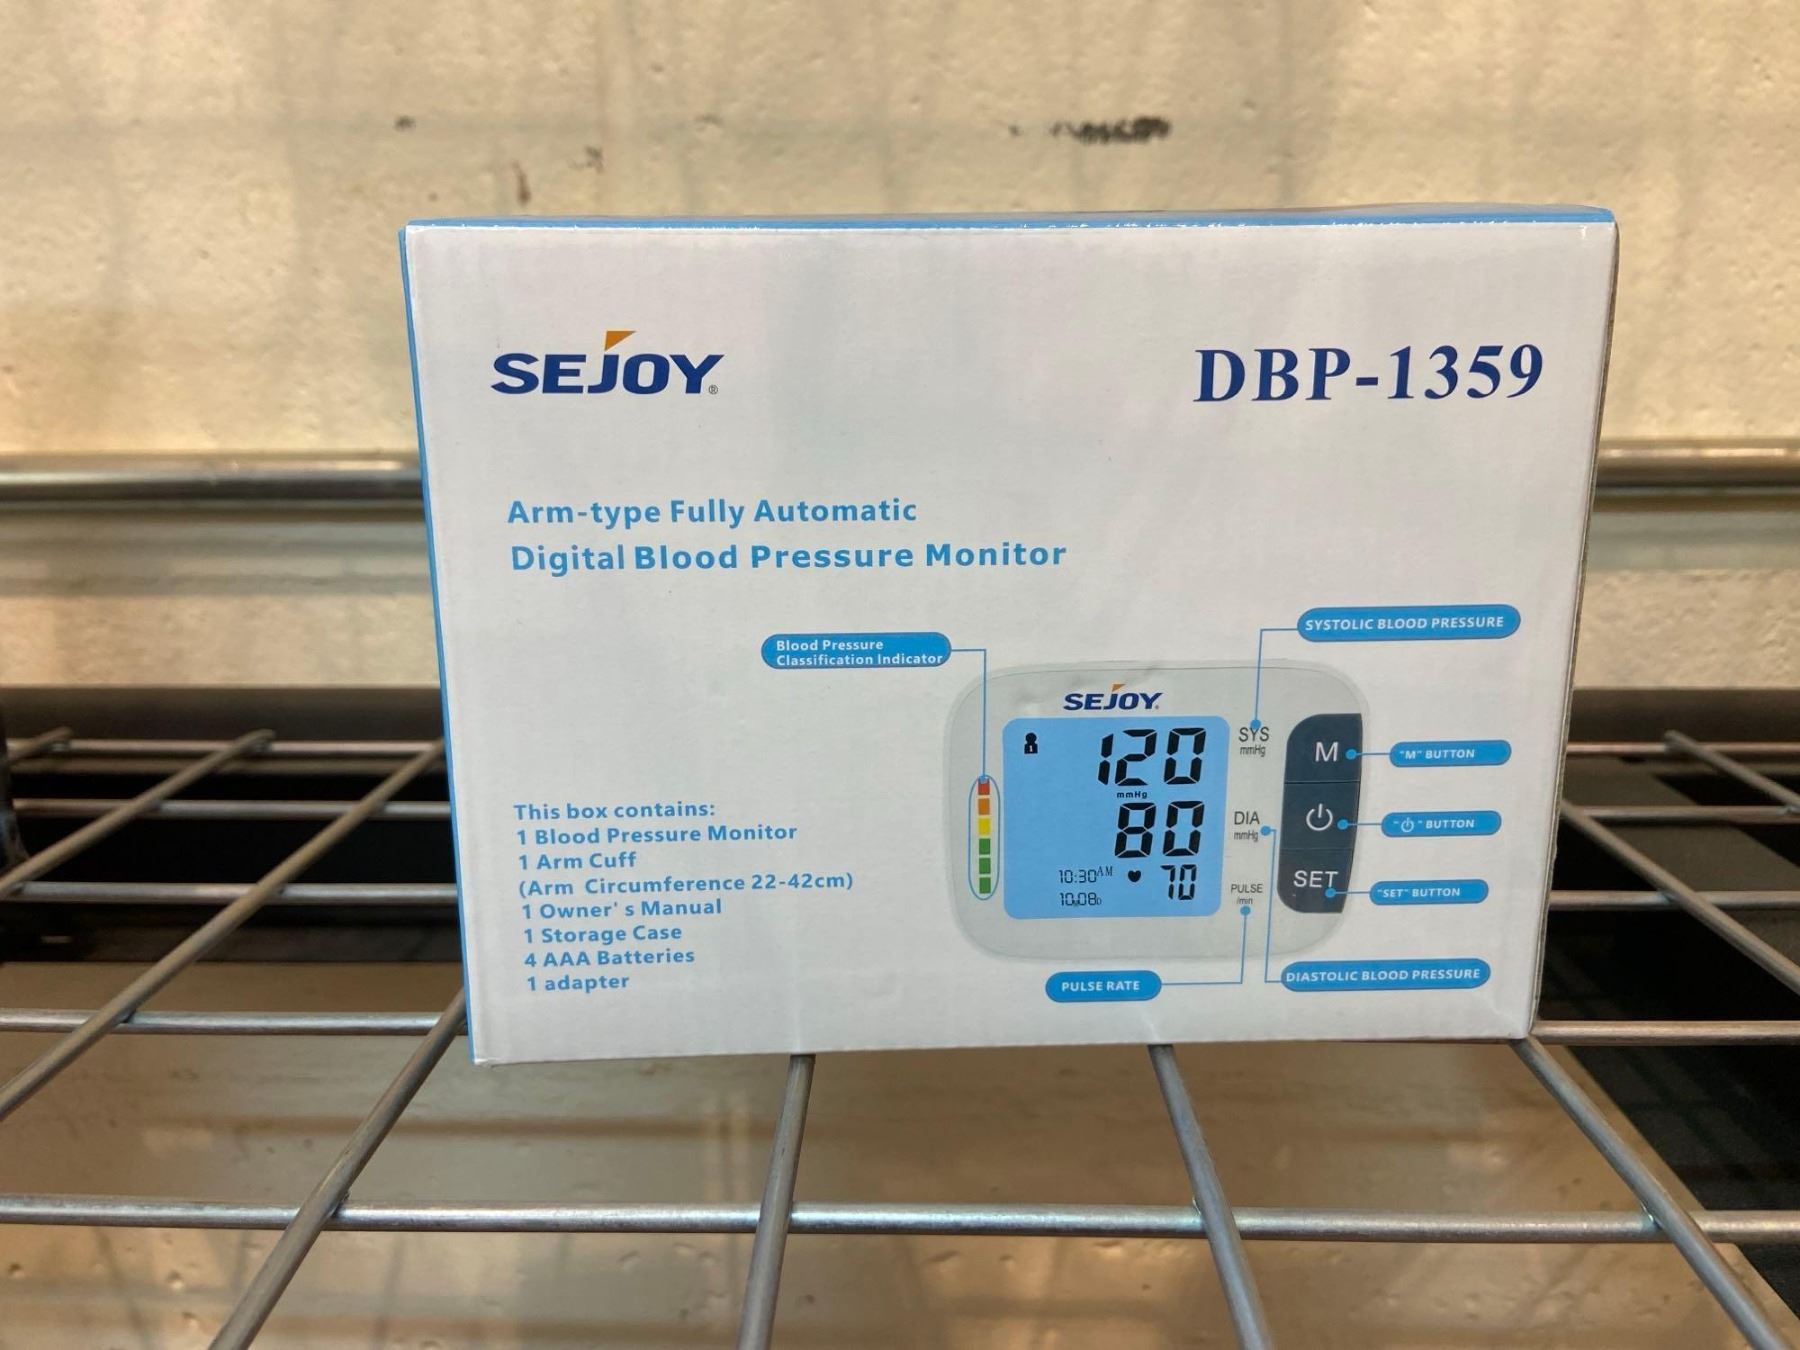 SEJOY®
DBP-1359
Arm-type Fully Automatic
Digital Blood Pressure Monitor
Blood Pressure
Classification Indicator
SYSTOLIC BLOOD PRESSURE
SEJOY
120
mmHg
80
10:30AM
70
SYS
mmHg
DIA
mmHg
PULSE
/min
M
SET
"M" BUTTON
"⏻" BUTTON
"SET" BUTTON
PULSE RATE
DIASTOLIC BLOOD PRESSURE
This box contains:
1 Blood Pressure Monitor
1 Arm Cuff
(Arm Circumference 22-42cm)
1 Owner's Manual
1 Storage Case
4 AAA Batteries
1 adapter